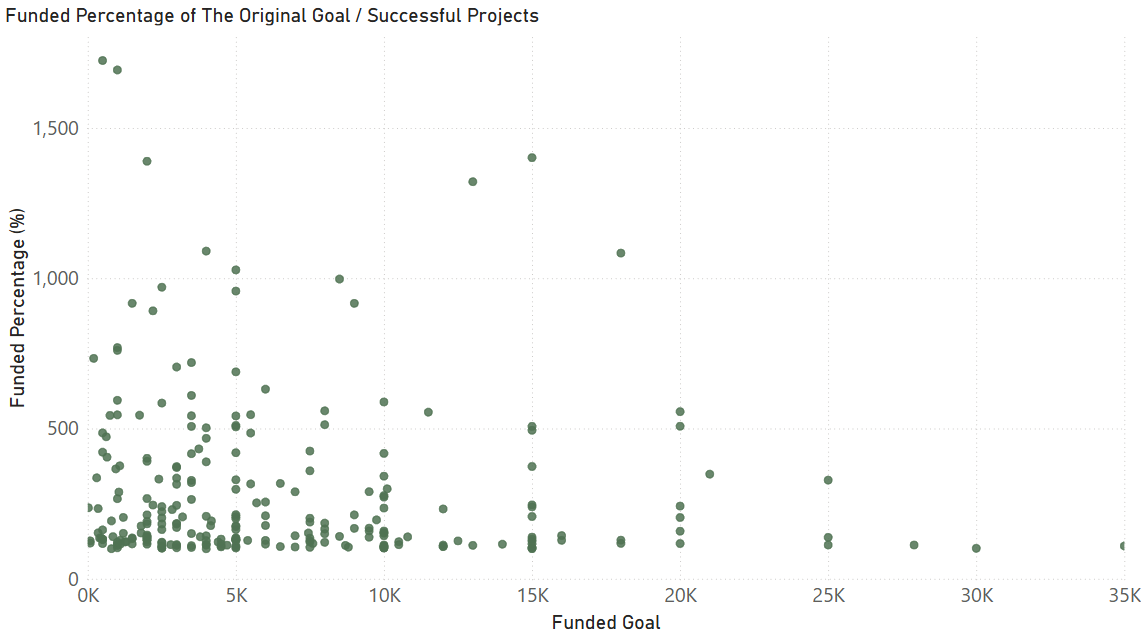 Funded Percentage of The Original Goal / Successful Projects
Funded Percentage (%)
1,500
1,000
500
0
0K 5K 10K 15K 20K 25K 30K 35K
Funded Goal